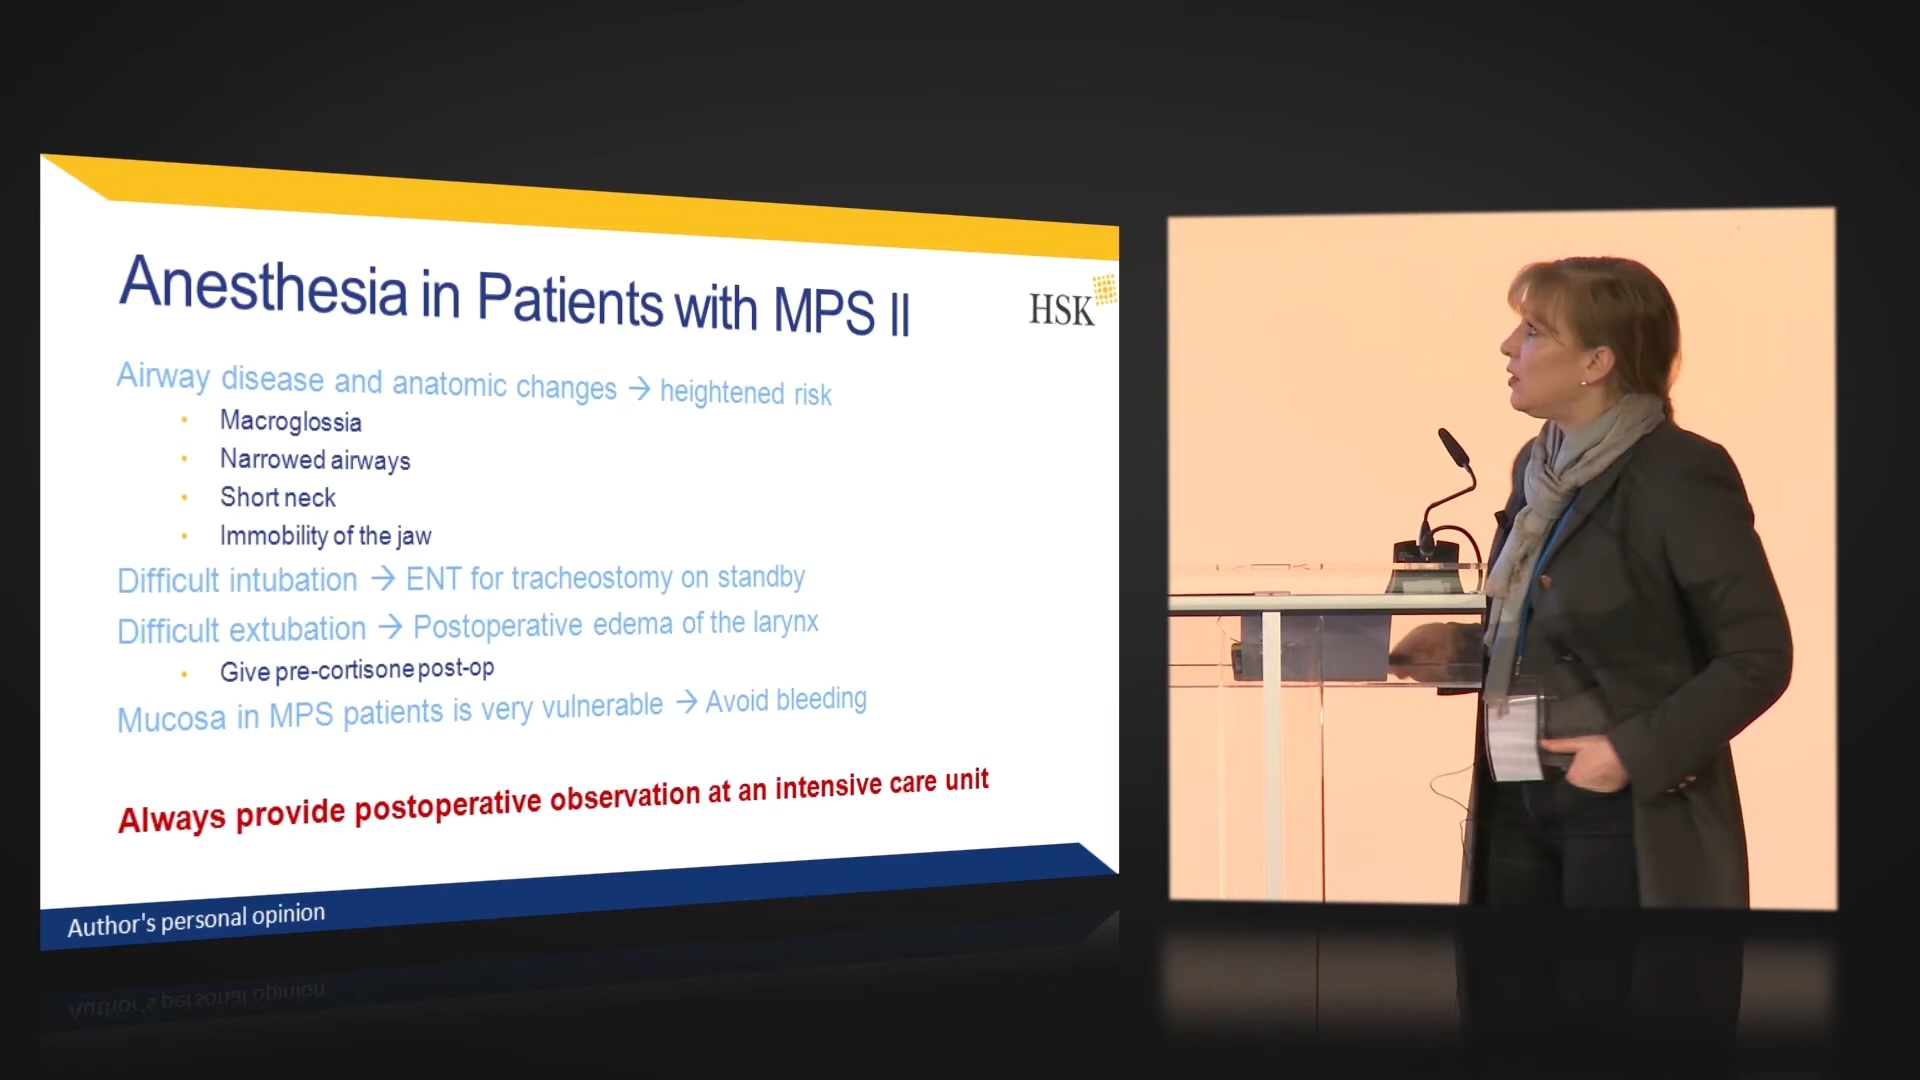 Anesthesia in Patients with MPS II
HSK
Airway disease and anatomic changes → heightened risk
• Macroglossia
• Narrowed airways
• Short neck
• Immobility of the jaw
Difficult intubation → ENT for tracheostomy on standby
Difficult extubation → Postoperative edema of the larynx
• Give pre-cortisone post-op
Mucosa in MPS patients is very vulnerable → Avoid bleeding
Always provide postoperative observation at an intensive care unit
Author's personal opinion